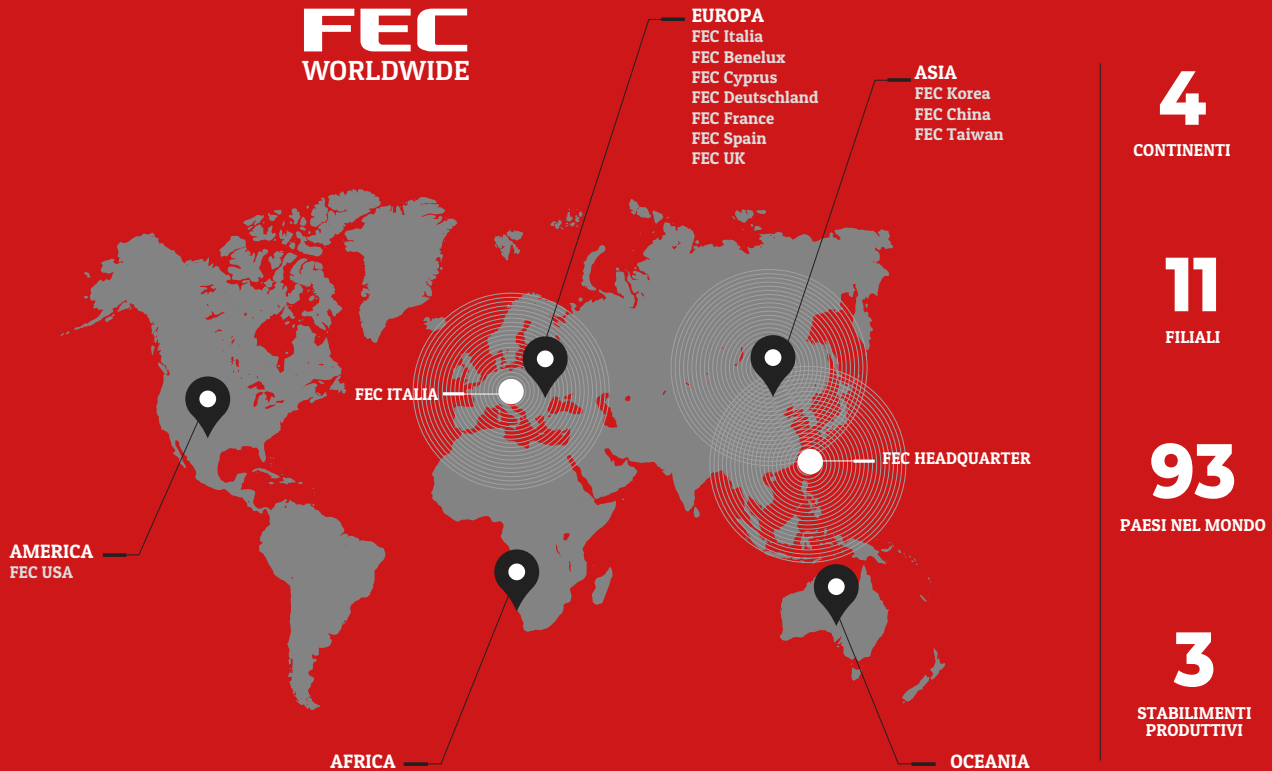 FEC
WORLDWIDE
EUROPA
FEC Italia
FEC Benelux
FEC Cyprus
FEC Deutschland
FEC France
FEC Spain
FEC UK
ASIA
FEC Korea
FEC China
FEC Taiwan
FEC ITALIA
FEC HEADQUARTER
AMERICA
FEC USA
AFRICA
OCEANIA
4
CONTINENTI
11
FILIALI
93
PAESI NEL MONDO
3
STABILIMENTI
PRODUTTIVI